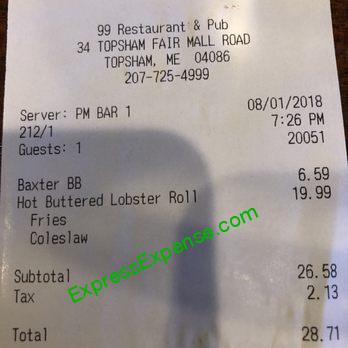 99 Restaurant & Pub
34 TOPSHAM FAIR MALL ROAD
TOPSHAM, ME 04086
207-725-4999
Server: PM BAR 1 08/01/2018
212/1 7:26 PM
Guests: 1 20051
Baxter BB 6.59
Hot Buttered Lobster Roll 19.99
Fries
Coleslaw
ExpressExpense.com
Subtotal 26.58
Tax 2.13
Total 28.71